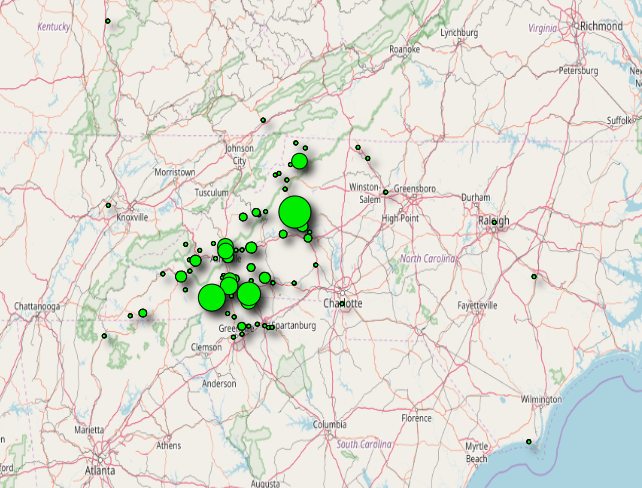 Kentucky
Virginia
Richmond
Lynchburg
Roanoke
Petersburg
Suffolk
Johnson
City
Morristown
Tusculum
Knoxville
Winston-
Salem
Greensboro
High Point
Durham
Raleigh
North Carolina
Charlotte
Fayetteville
Chattanooga
Spartanburg
Clemson
Anderson
Wilmington
Marietta
Athens
Atlanta
Columbia
Florence
South Carolina
Myrtle
Beach
Augusta